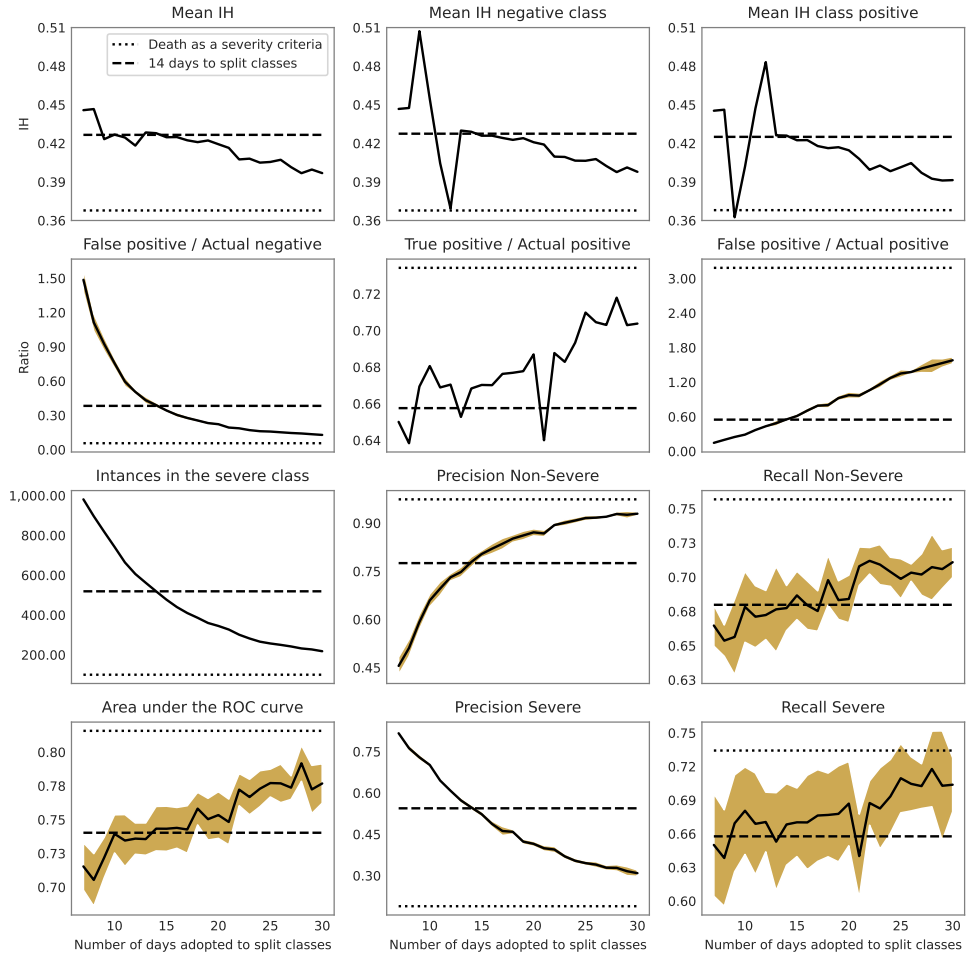 Mean IH
Mean IH negative class
Mean IH class positive
IH
0.51
0.48
0.45
0.42
0.39
0.36
Death as a severity criteria
14 days to split classes
0.51
0.48
0.45
0.42
0.39
0.36
0.51
0.48
0.45
0.42
0.39
0.36
False positive / Actual negative
True positive / Actual positive
False positive / Actual positive
Ratio
1.50
1.20
0.90
0.60
0.30
0.00
0.72
0.70
0.68
0.66
0.64
3.00
2.40
1.80
1.20
0.60
0.00
Intances in the severe class
Precision Non-Severe
Recall Non-Severe
1,000.00
800.00
600.00
400.00
200.00
0.90
0.75
0.60
0.45
0.75
0.73
0.70
0.68
0.65
0.63
Area under the ROC curve
Precision Severe
Recall Severe
0.80
0.78
0.75
0.73
0.70
0.75
0.60
0.45
0.30
0.75
0.72
0.69
0.66
0.63
0.60
10 15 20 25 30
10 15 20 25 30
10 15 20 25 30
Number of days adopted to split classes
Number of days adopted to split classes
Number of days adopted to split classes